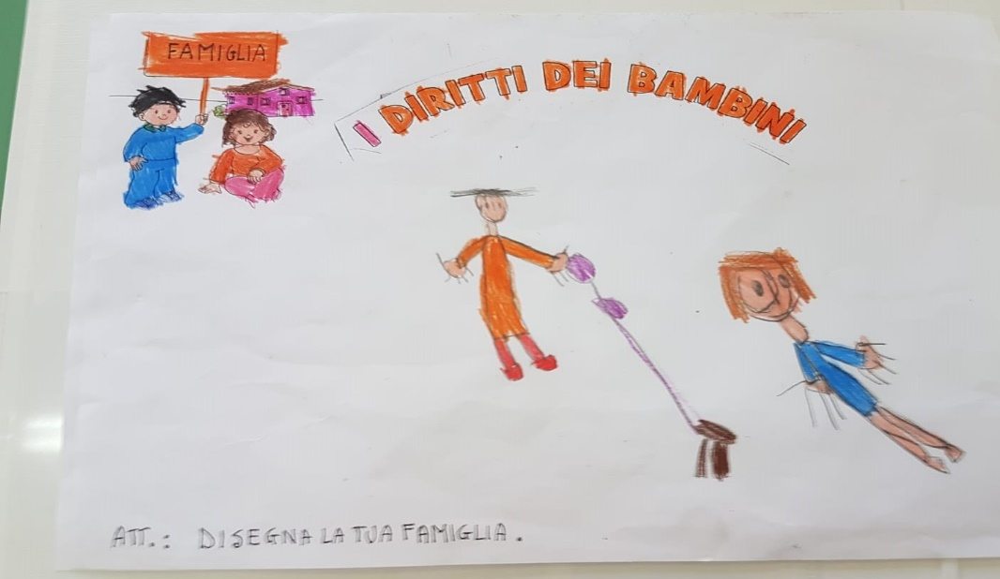 FAMIGLIA
I DIRITTI DEI BAMBINI
ATT.: DISEGNA LA TUA FAMIGLIA.